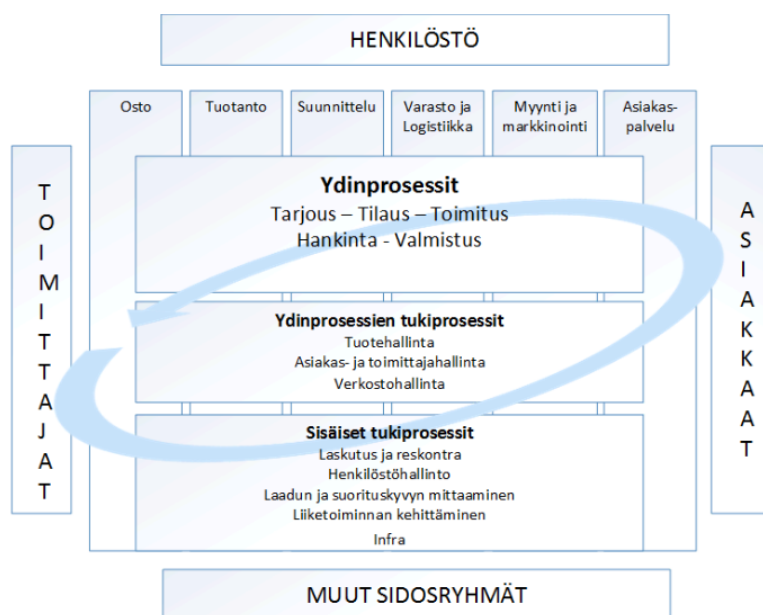 HENKILÖSTÖ
Osto
Tuotanto
Suunnittelu
Varasto ja
Logistiikka
Myynti ja
markkinointi
Asiakas-
palvelu
TOIMITTAJAT
Ydinprosessit
Tarjous – Tilaus – Toimitus
Hankinta - Valmistus
Ydinprosessien tukiprosessit
Tuotehallinta
Asiakas- ja toimittajahallinta
Verkostohallinta
Sisäiset tukiprosessit
Laskutus ja reskontra
Henkilöstöhallinto
Laadun ja suorituskyvyn mittaaminen
Liiketoiminnan kehittäminen
Infra
ASIAKKAAT
MUUT SIDOSRYHMÄT